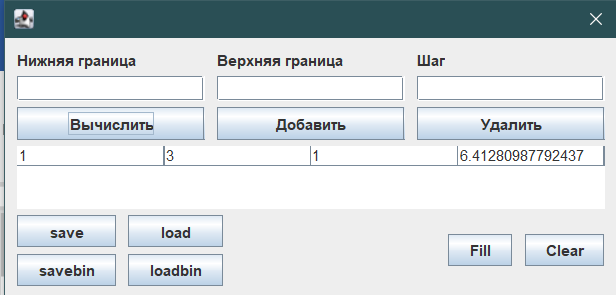 Нижняя граница Верхняя граница Шаг
Вычислить Добавить Удалить
1 3 1 6.41280987792437
save load
savebin loadbin Fill Clear